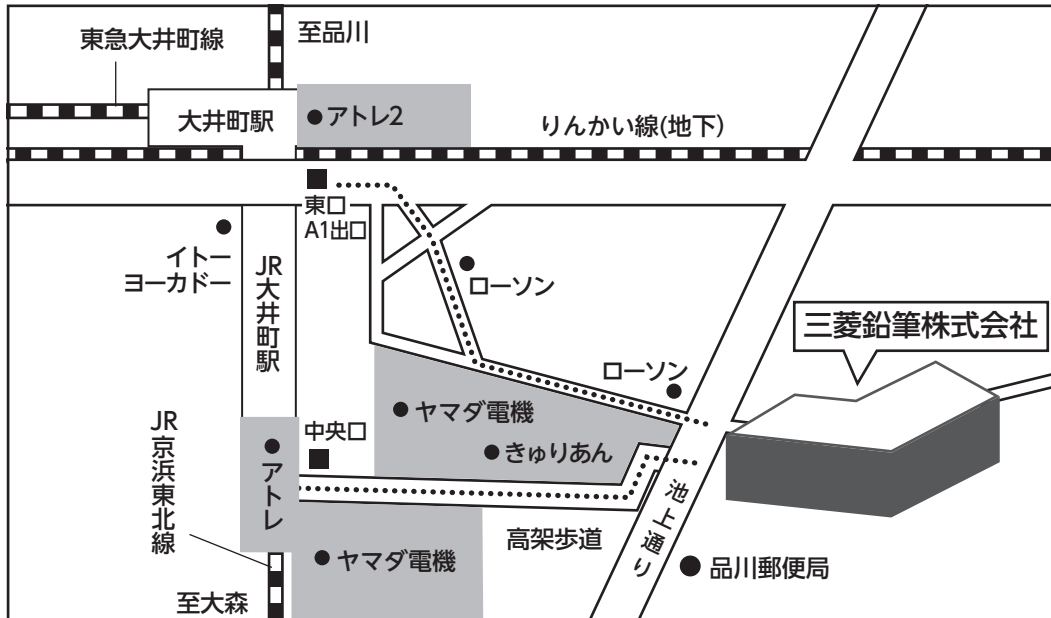 至品川
東急大井町線
大井町駅
アトレ2
りんかい線(地下)
東口
A1出口
イトー
ヨーカドー
JR大井町駅
ローソン
三菱鉛筆株式会社
ローソン
ヤマダ電機
中央口
きゅりあん
アトレ
JR京浜東北線
池上通り
高架歩道
ヤマダ電機
品川郵便局
至大森